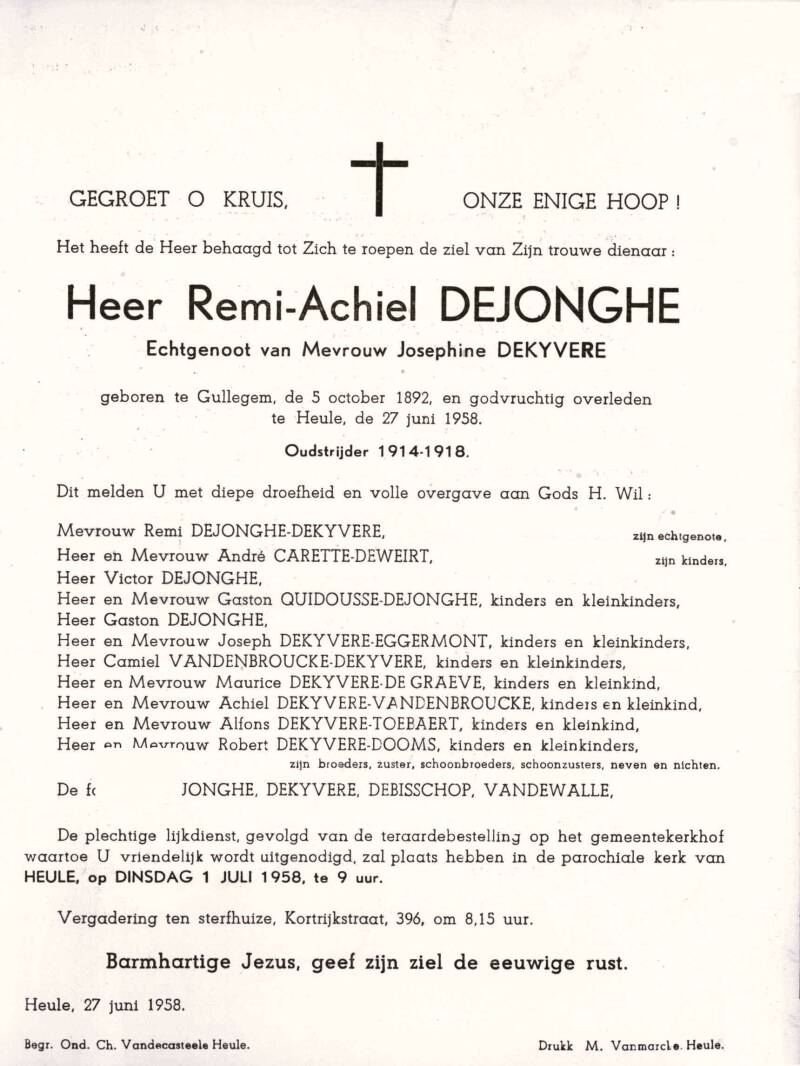 GEGROET O KRUIS, ONZE ENIGE HOOP !
Het heeft de Heer behaagd tot Zich te roepen de ziel van Zijn trouwe dienaar :
Heer Remi-Achiel DEJONGHE
Echtgenoot van Mevrouw Josephine DEKYVERE
geboren te Gullegem, de 5 october 1892, en godvruchtig overleden
te Heule, de 27 juni 1958.
Oudstrijder 1914-1918.
Dit melden U met diepe droefheid en volle overgave aan Gods H. Wil :
Mevrouw Remi DEJONGHE-DEKYVERE, zijn echtgenote,
Heer en Mevrouw André CARETTE-DEWEIRT, zijn kinders,
Heer Victor DEJONGHE,
Heer en Mevrouw Gaston QUIDOUSSE-DEJONGHE, kinders en kleinkinders,
Heer Gaston DEJONGHE,
Heer en Mevrouw Joseph DEKYVERE-EGGERMONT, kinders en kleinkinders,
Heer Camiel VANDENBROUCKE-DEKYVERE, kinders en kleinkinders,
Heer en Mevrouw Maurice DEKYVERE-DE GRAEVE, kinders en kleinkind,
Heer en Mevrouw Achiel DEKYVERE-VANDENBROUCKE, kinders en kleinkind,
Heer en Mevrouw Alfons DEKYVERE-TOEBAERT, kinders en kleinkind,
Heer en Mevrouw Robert DEKYVERE-DOOMS, kinders en kleinkinders,
zijn broeders, zuster, schoonbroeders, schoonzusters, neven en nichten.
De JONGHE, DEKYVERE, DEBISSCHOP, VANDEWALLE,
De plechtige lijkdienst, gevolgd van de teraardebestelling op het gemeentekerkhof
waartoe U vriendelijk wordt uitgenodigd, zal plaats hebben in de parochiale kerk van
HEULE, op DINSDAG 1 JULI 1958, te 9 uur.
Vergadering ten sterfhuize, Kortrijkstraat, 396, om 8,15 uur.
Barmhartige Jezus, geef zijn ziel de eeuwige rust.
Heule, 27 juni 1958.
Begr. Ond. Ch. Vandecasteele Heule. Drukk M. Vanmarcke. Heule.